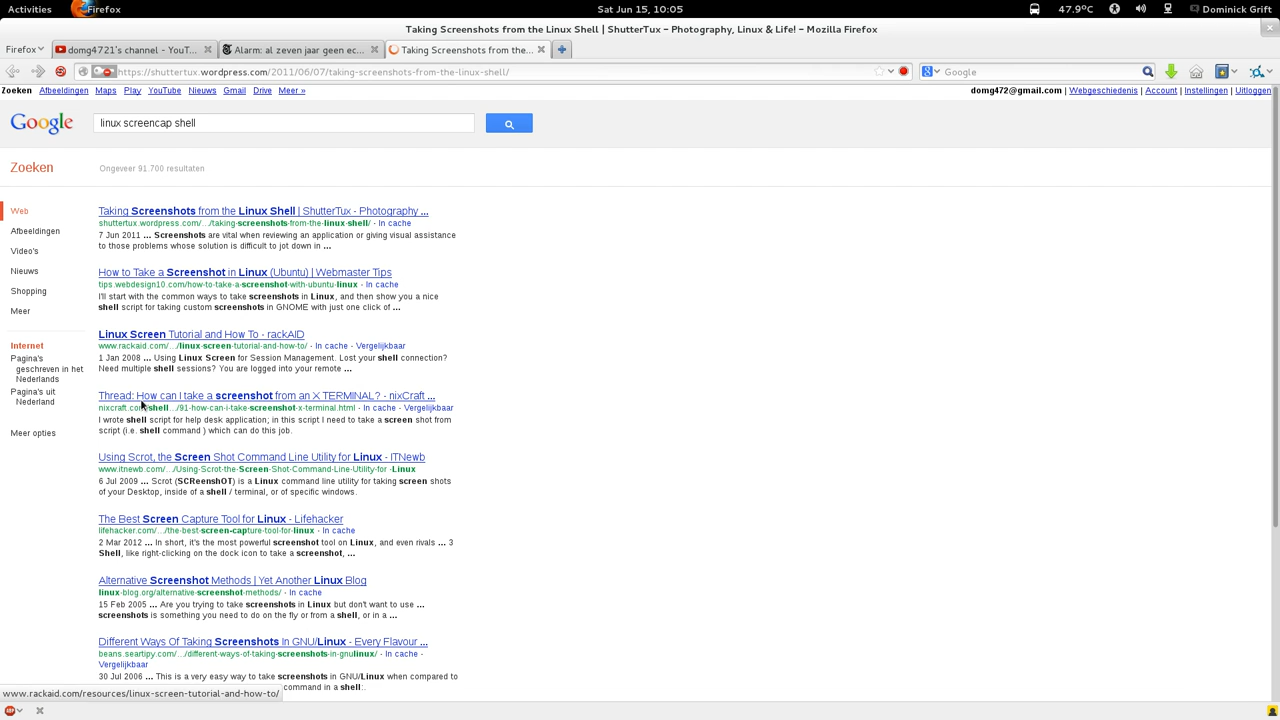 Activities Firefox Sat Jun 15, 10:05 47.9°C Dominick Grift
Taking Screenshots from the Linux Shell | ShutterTux – Photography, Linux & Life! – Mozilla Firefox
Firefox domg4721's channel - YouT... Alarm: al zeven jaar geen ec... Taking Screenshots from the...
https://shuttertux.wordpress.com/2011/06/07/taking-screenshots-from-the-linux-shell/ Google
Zoeken Afbeeldingen Maps Play YouTube Nieuws Gmail Drive Meer » domg472@gmail.com | Webgeschiedenis | Account | Instellingen | Uitloggen
Google linux screencap shell
Zoeken Ongeveer 91.700 resultaten
Web
Afbeeldingen
Video's
Nieuws
Shopping
Meer
Internet
Pagina's
geschreven in het
Nederlands
Pagina's uit
Nederland
Meer opties
Taking Screenshots from the Linux Shell | ShutterTux - Photography ...
shuttertux.wordpress.com/.../taking-screenshots-from-the-linux-shell/ - In cache
7 Jun 2011 ... Screenshots are vital when reviewing an application or giving visual assistance
to those problems whose solution is difficult to jot down in ...
How to Take a Screenshot in Linux (Ubuntu) | Webmaster Tips
tips.webdesign10.com/how-to-take-a-screenshot-with-ubuntu-linux - In cache
I'll start with the common ways to take screenshots in Linux, and then show you a nice
shell script for taking custom screenshots in GNOME with just one click of ...
Linux Screen Tutorial and How To - rackAID
www.rackaid.com/.../linux-screen-tutorial-and-how-to/ - In cache - Vergelijkbaar
1 Jan 2008 ... Using Linux Screen for Session Management. Lost your shell connection?
Need multiple shell sessions? You are logged into your remote ...
Thread: How can I take a screenshot from an X TERMINAL? - nixCraft ...
nixcraft.com/shell.../91-how-can-i-take-screenshot-x-terminal.html - In cache - Vergelijkbaar
I wrote shell script for help desk application; in this script I need to take a screen shot from
script (i.e. shell command ) which can do this job.
Using Scrot, the Screen Shot Command Line Utility for Linux - ITNewb
www.itnewb.com/.../Using-Scrot-the-Screen-Shot-Command-Line-Utility-for -Linux
6 Jul 2009 ... Scrot (SCReenshOT) is a Linux command line utility for taking screen shots
of your Desktop, inside of a shell / terminal, or of specific windows.
The Best Screen Capture Tool for Linux - Lifehacker
lifehacker.com/.../the-best-screen-capture-tool-for-linux - In cache
2 Mar 2012 ... In short, it's the most powerful screenshot tool on Linux, and even rivals ... 3
Shell, like right-clicking on the dock icon to take a screenshot, ...
Alternative Screenshot Methods | Yet Another Linux Blog
linux-blog.org/alternative-screenshot-methods/ - In cache
15 Feb 2005 ... Are you trying to take screenshots in Linux but don't want to use ...
screenshots is something you need to do on the fly or from a shell, or in a ...
Different Ways Of Taking Screenshots In GNU/Linux - Every Flavour ...
beans.seartipy.com/.../different-ways-of-taking-screenshots-in-gnulinux/ - In cache -
Vergelijkbaar
30 Jul 2006 ... This is a very easy way to take screenshots in GNU/Linux when compared to
command in a shell:.
www.rackaid.com/resources/linux-screen-tutorial-and-how-to/